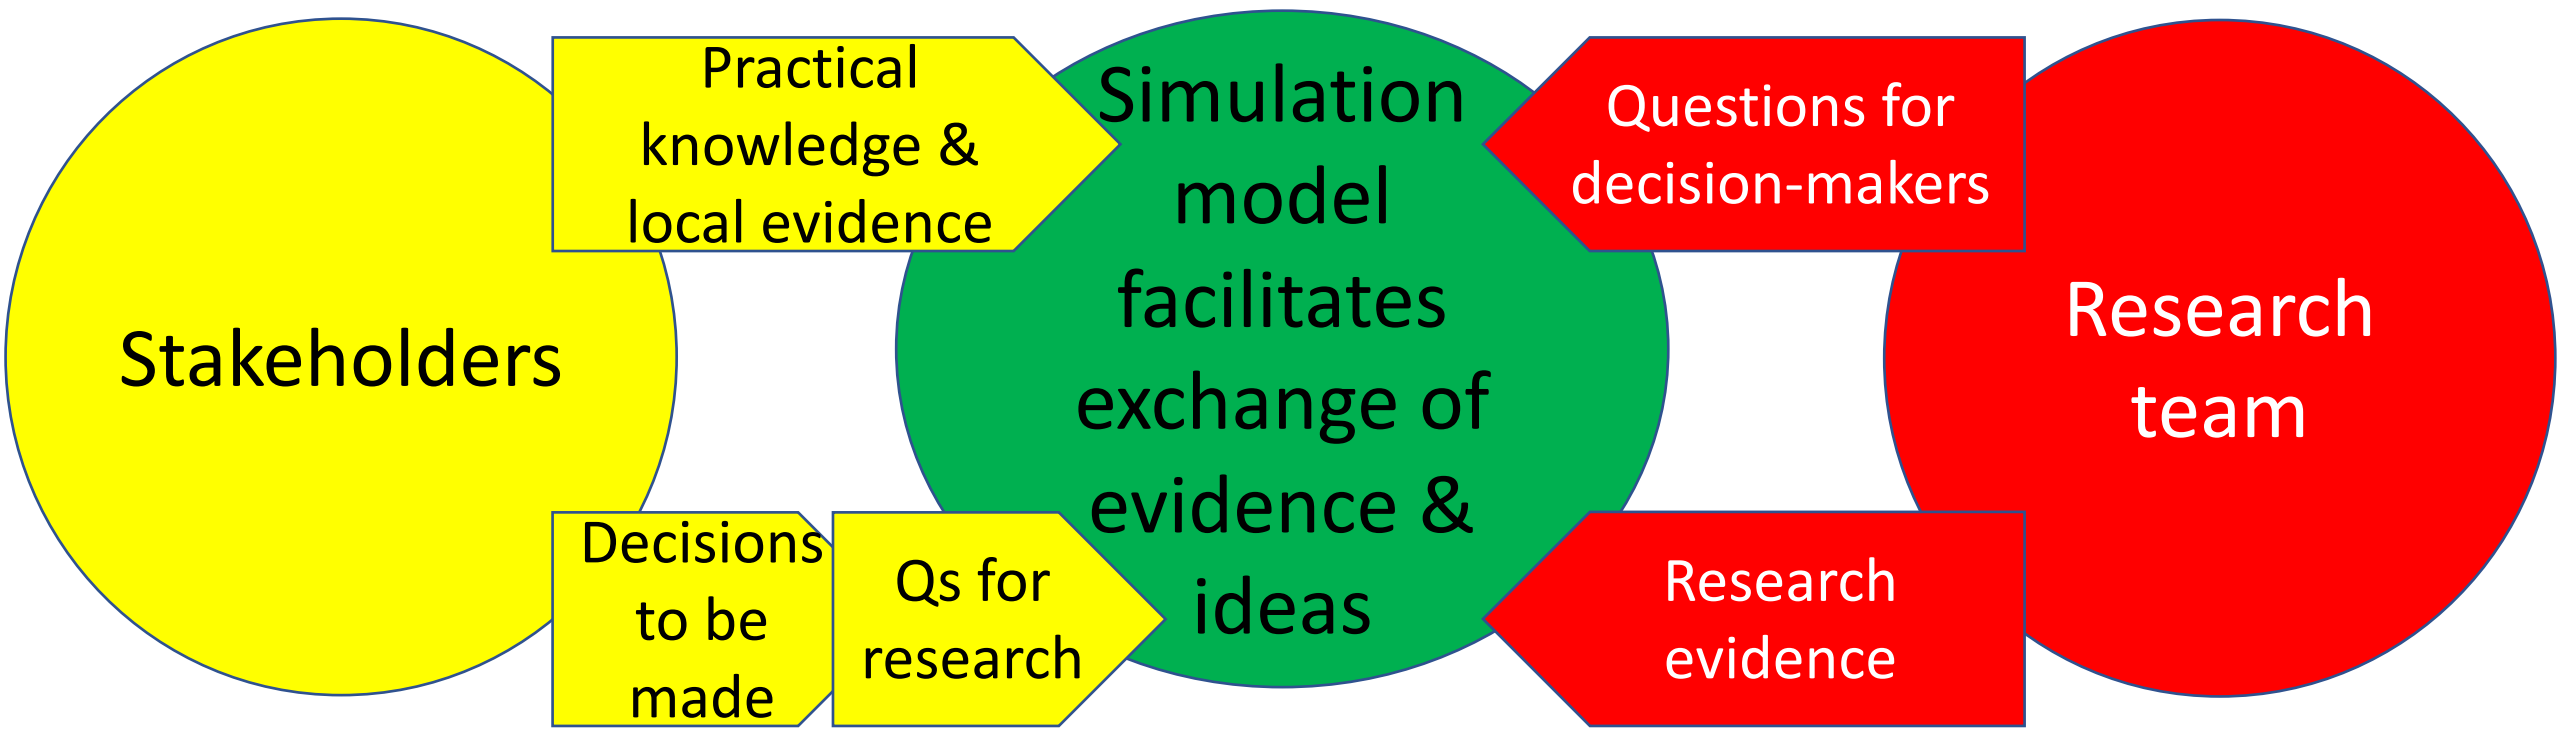 Stakeholders
Practical
knowledge &
local evidence
Decisions
to be
made
Qs for
research
Simulation
model
facilitates
exchange of
evidence &
ideas
Questions for
decision-makers
Research
evidence
Research
team